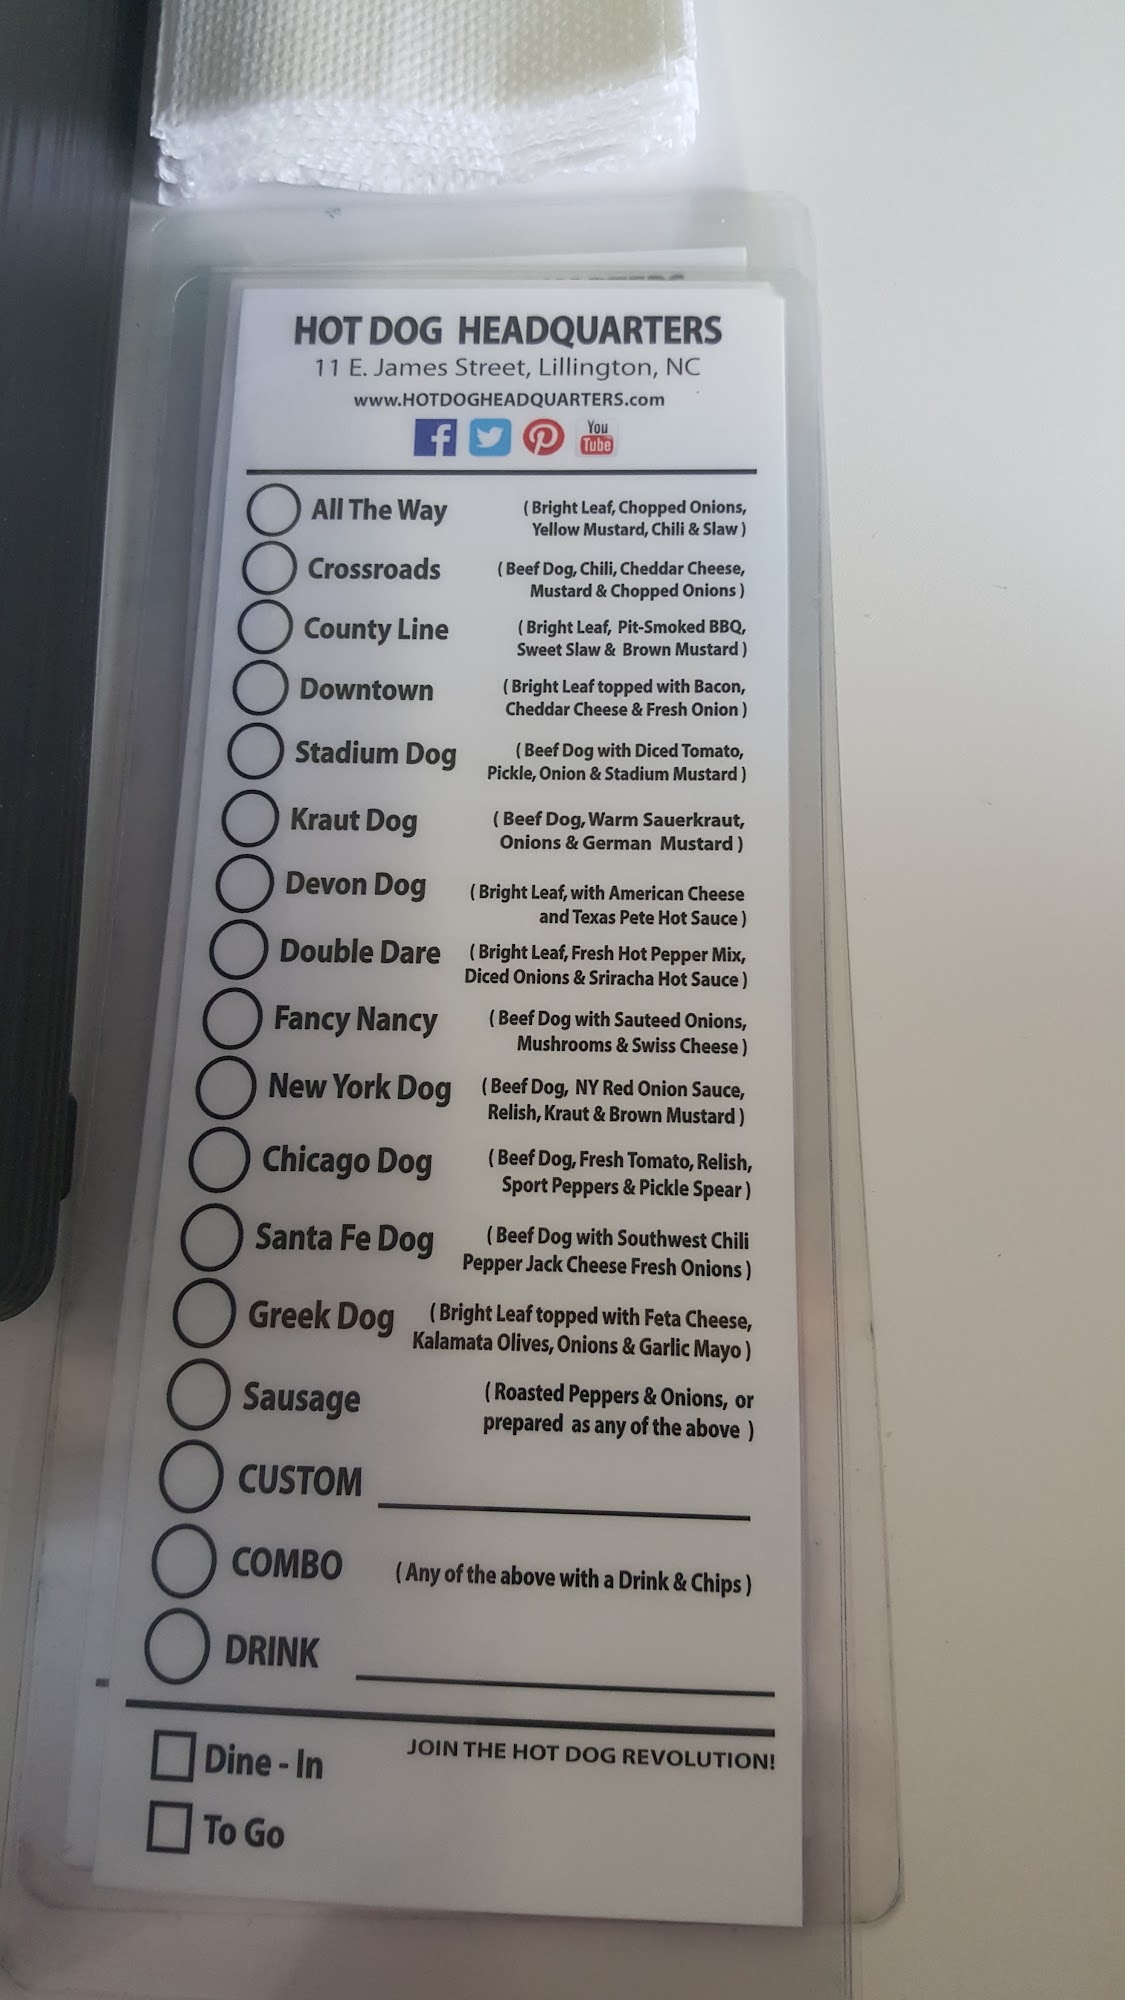 HOT DOG HEADQUARTERS
11 E. James Street, Lillington, NC
www.HOTDOGHEADQUARTERS.com
f You Tube
All The Way ( Bright Leaf, Chopped Onions,
Yellow Mustard, Chili & Slaw )
Crossroads ( Beef Dog, Chili, Cheddar Cheese,
Mustard & Chopped Onions )
County Line ( Bright Leaf, Pit-Smoked BBQ,
Sweet Slaw & Brown Mustard )
Downtown ( Bright Leaf topped with Bacon,
Cheddar Cheese & Fresh Onion )
Stadium Dog ( Beef Dog with Diced Tomato,
Pickle, Onion & Stadium Mustard )
Kraut Dog ( Beef Dog, Warm Sauerkraut,
Onions & German Mustard )
Devon Dog ( Bright Leaf, with American Cheese
and Texas Pete Hot Sauce )
Double Dare ( Bright Leaf, Fresh Hot Pepper Mix,
Diced Onions & Sriracha Hot Sauce )
Fancy Nancy ( Beef Dog with Sauteed Onions,
Mushrooms & Swiss Cheese )
New York Dog ( Beef Dog, NY Red Onion Sauce,
Relish, Kraut & Brown Mustard )
Chicago Dog ( Beef Dog, Fresh Tomato, Relish,
Sport Peppers & Pickle Spear )
Santa Fe Dog ( Beef Dog with Southwest Chili
Pepper Jack Cheese Fresh Onions )
Greek Dog ( Bright Leaf topped with Feta Cheese,
Kalamata Olives, Onions & Garlic Mayo )
Sausage ( Roasted Peppers & Onions, or
prepared as any of the above )
CUSTOM
COMBO ( Any of the above with a Drink & Chips )
DRINK
Dine - In JOIN THE HOT DOG REVOLUTION!
To Go